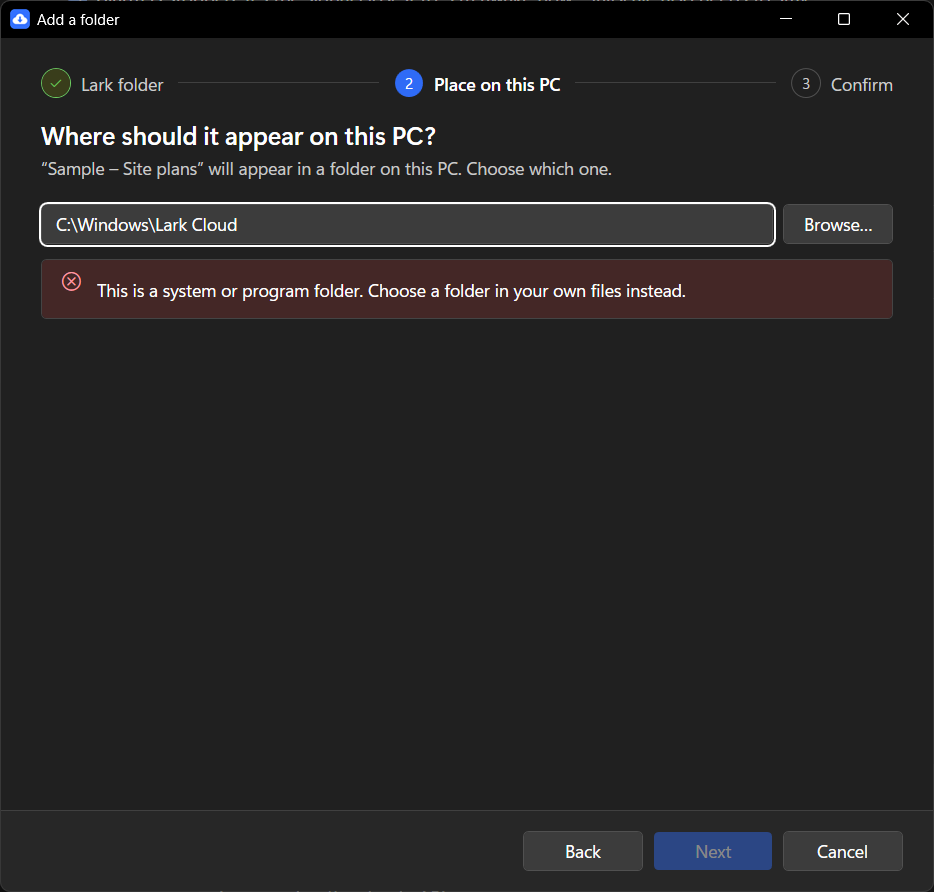 Add a folder
Lark folder
2 Place on this PC
3 Confirm
Where should it appear on this PC?
“Sample – Site plans” will appear in a folder on this PC. Choose which one.
C:\Windows\Lark Cloud
Browse...
This is a system or program folder. Choose a folder in your own files instead.
Back
Next
Cancel